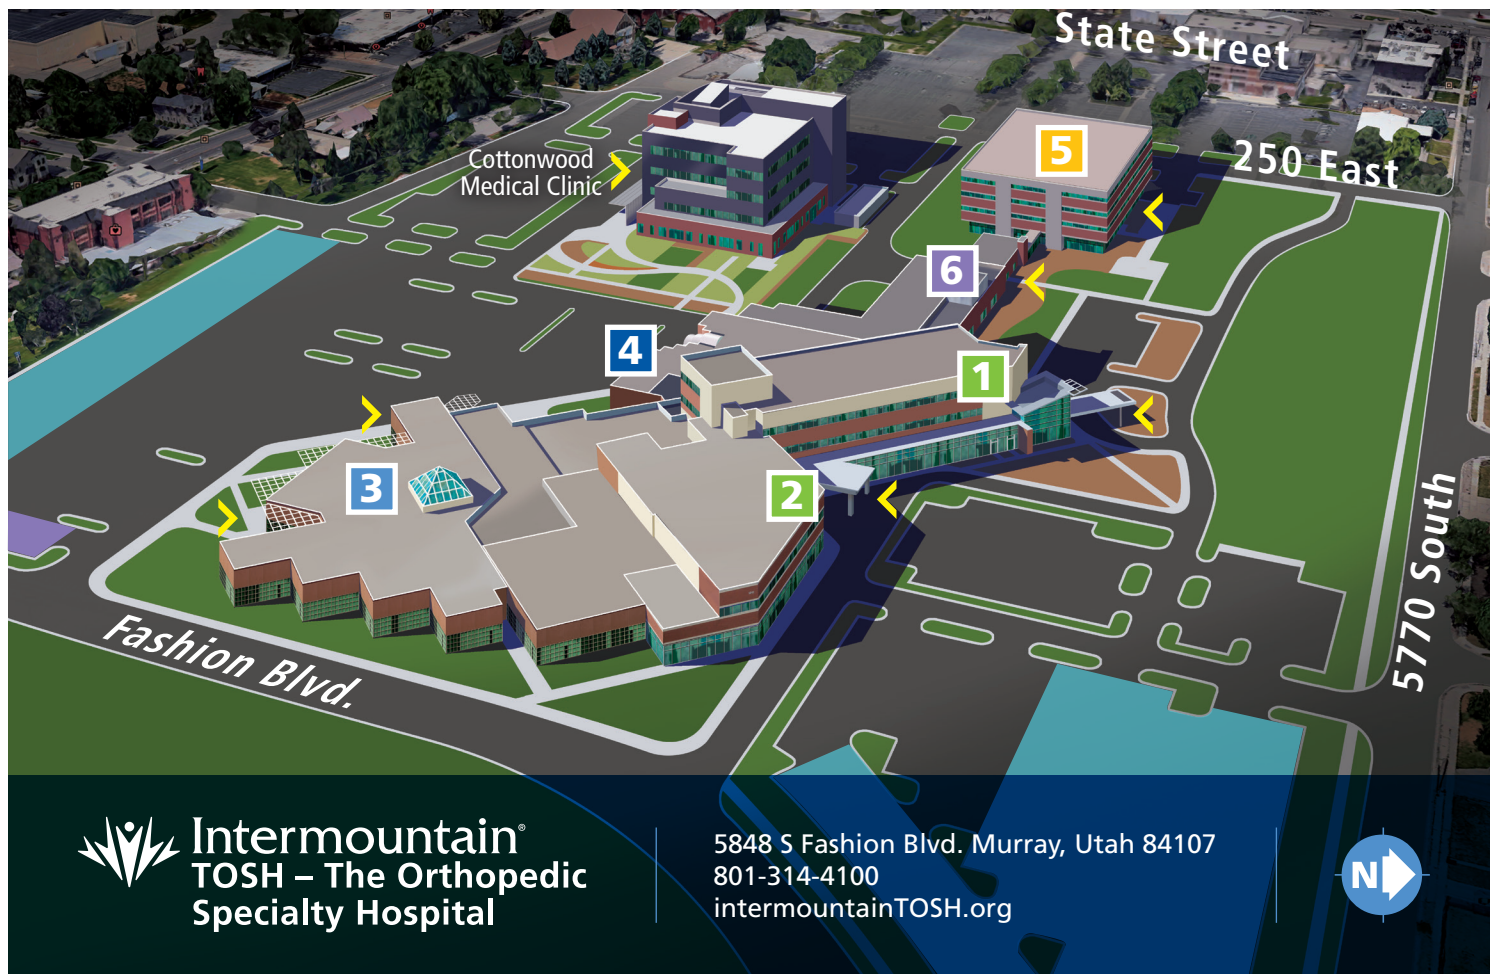 State Street
250 East
Cottonwood
Medical Clinic
5
6
4
1
3
2
5770 South
Fashion Blvd.
Intermountain®
TOSH – The Orthopedic
Specialty Hospital
5848 S Fashion Blvd. Murray, Utah 84107
801-314-4100
intermountainTOSH.org
N